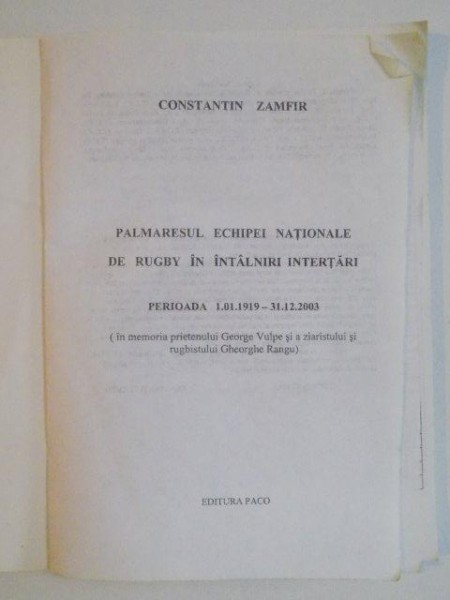 CONSTANTIN ZAMFIR
PALMARESUL ECHIPEI NAȚIONALE
DE RUGBY ÎN ÎNTÂLNIRI INTERȚĂRI
PERIOADA 1.01.1919 – 31.12.2003
( în memoria prietenului George Vulpe și a ziaristului și
rugbistului Gheorghe Rangu)
EDITURA PACO